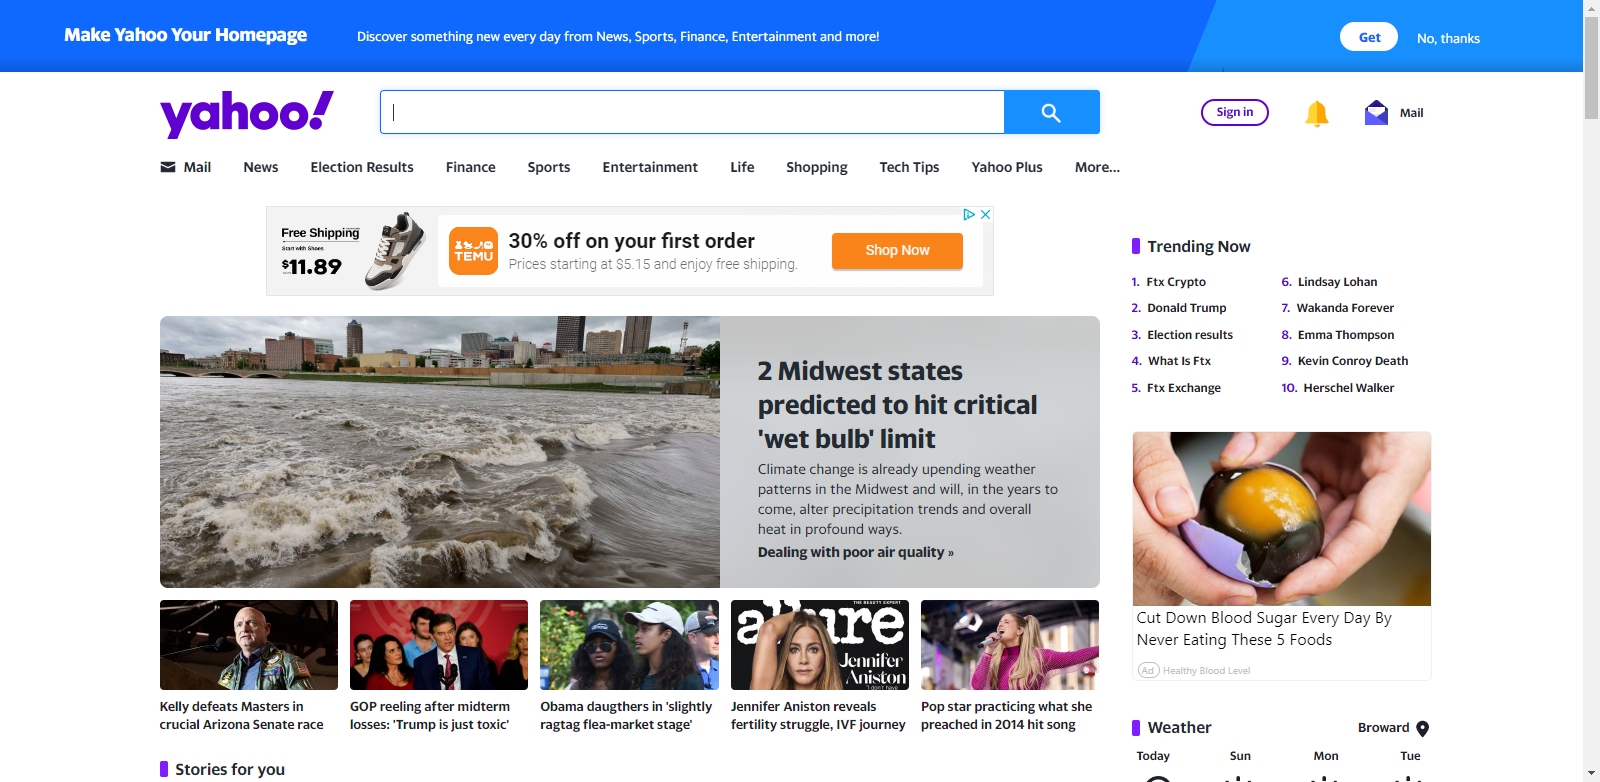 Make Yahoo Your Homepage
Discover something new every day from News, Sports, Finance, Entertainment and more!
Get
No, thanks
yahoo!
Sign in
Mail
Mail
News
Election Results
Finance
Sports
Entertainment
Life
Shopping
Tech Tips
Yahoo Plus
More...
Free Shipping
Start with Shoes
$11.89
TEMU
30% off on your first order
Prices starting at $5.15 and enjoy free shipping.
Shop Now
2 Midwest states
predicted to hit critical
'wet bulb' limit
Climate change is already upending weather
patterns in the Midwest and will, in the years to
come, alter precipitation trends and overall
heat in profound ways.
Dealing with poor air quality »
THE BEAUTY EXPERT
allure
Jennifer
Aniston
"I don't have
Kelly defeats Masters in
crucial Arizona Senate race
GOP reeling after midterm
losses: 'Trump is just toxic'
Obama daugthers in 'slightly
ragtag flea-market stage'
Jennifer Aniston reveals
fertility struggle, IVF journey
Pop star practicing what she
preached in 2014 hit song
Stories for you
Trending Now
1. Ftx Crypto
2. Donald Trump
3. Election results
4. What Is Ftx
5. Ftx Exchange
6. Lindsay Lohan
7. Wakanda Forever
8. Emma Thompson
9. Kevin Conroy Death
10. Herschel Walker
Cut Down Blood Sugar Every Day By
Never Eating These 5 Foods
Ad Healthy Blood Level
Weather
Broward
Today
Sun
Mon
Tue